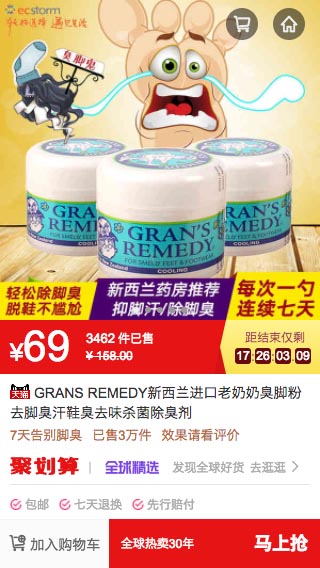 ecstorm
臭脚鬼
GRAN'S
REMEDY
FOR SMELLY FEET & FOOTWEAR
COOLING
轻松除脚臭
脱鞋不尴尬
新西兰药房推荐
抑脚汗/除脚臭
每次一勺
连续七天
¥69
3462 件已售
¥ 158.00
距结束仅剩
17:26:03:09
天猫 GRANS REMEDY新西兰进口老奶奶臭脚粉
去脚臭汗鞋臭去味杀菌除臭剂
7天告别脚臭 已售3万件 效果请看评价
聚划算 | 全球精选 发现全球好货 去逛逛 >
包邮 七天退换 先行赔付
加入购物车
全球热卖30年
马上抢